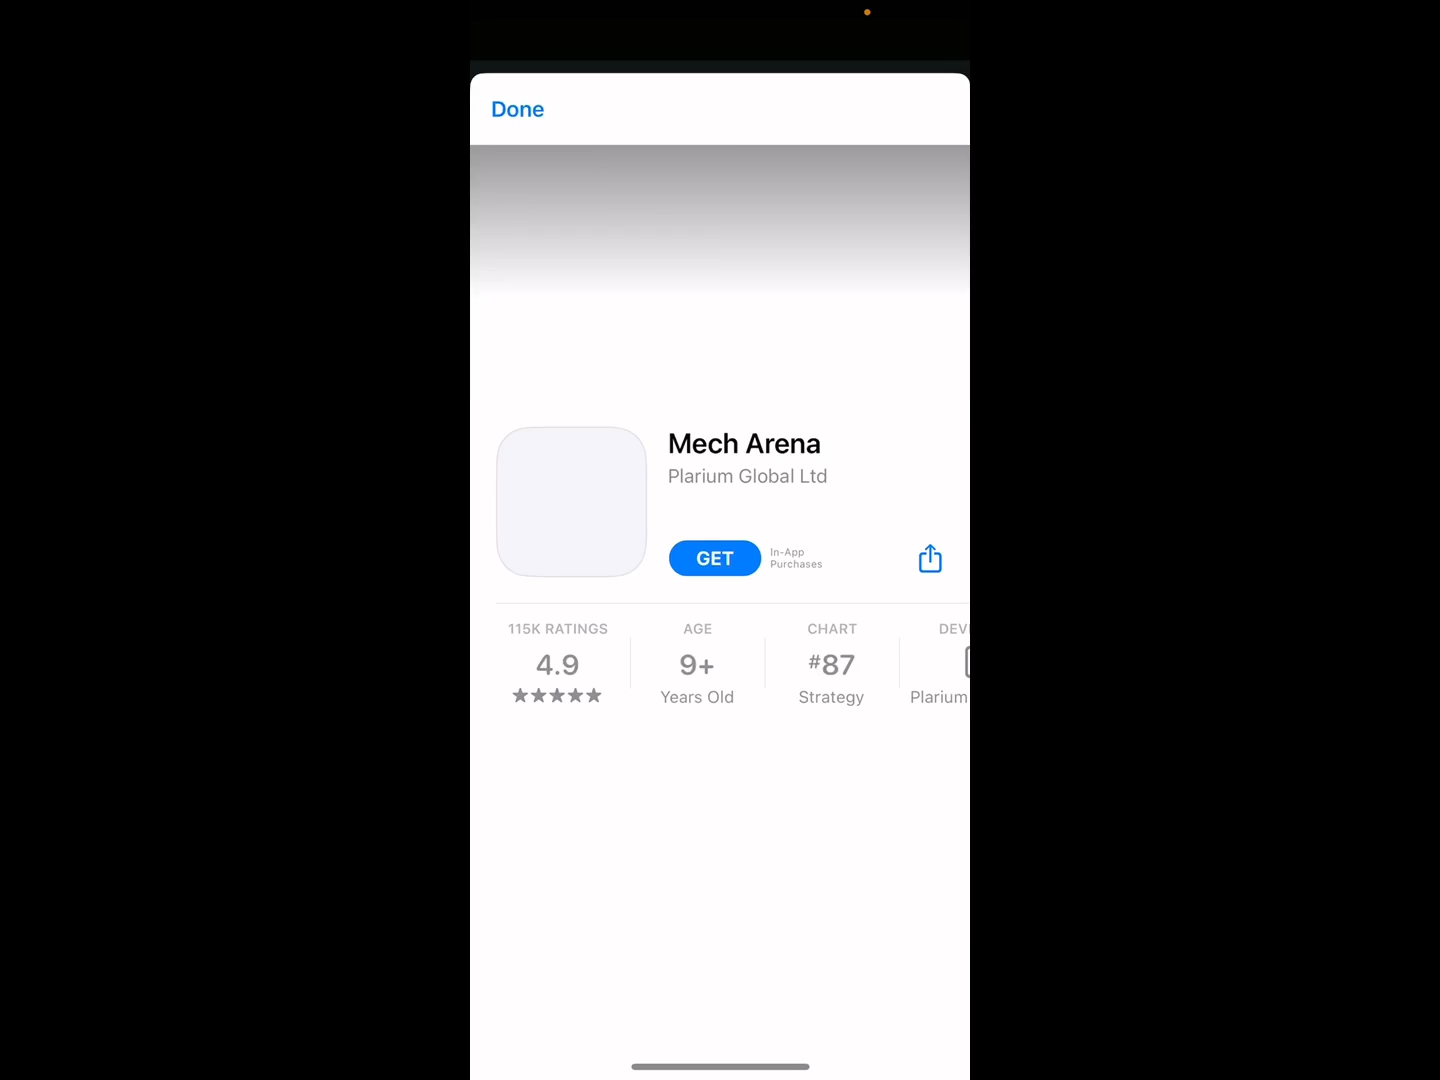 Done
Mech Arena
Plarium Global Ltd
GET
In-App
Purchases
115K RATINGS
AGE
CHART
DEV
4.9
9+
#87
★★★★★
Years Old
Strategy
Plarium